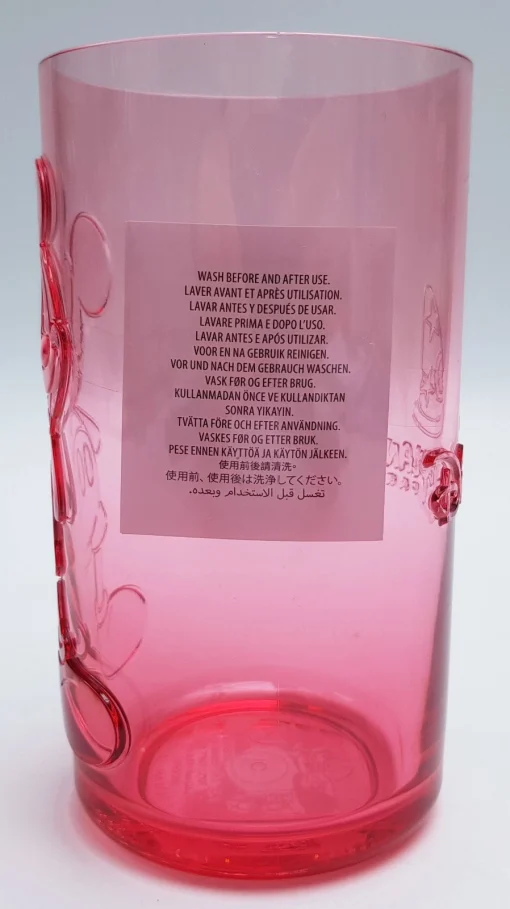 WASH BEFORE AND AFTER USE.
LAVER AVANT ET APRÈS UTILISATION.
LAVAR ANTES Y DESPUÉS DE USAR.
LAVARE PRIMA E DOPO L'USO.
LAVAR ANTES E APÓS UTILIZAR.
VOOR EN NA GEBRUIK REINIGEN.
VOR UND NACH DEM GEBRAUCH WASCHEN.
VASK FØR OG EFTER BRUG.
KULLANMADAN ÖNCE VE KULLANDIKTAN
SONRA YIKAYIN.
TVÄTTA FÖRE OCH EFTER ANVÄNDNING.
VASKES FØR OG ETTER BRUK.
PESE ENNEN KÄYTTÖÄ JA KÄYTÖN JÄLKEEN.
使用前後請清洗。
使用前、使用後は洗浄してください。
تغسل قبل الاستخدام وبعده.